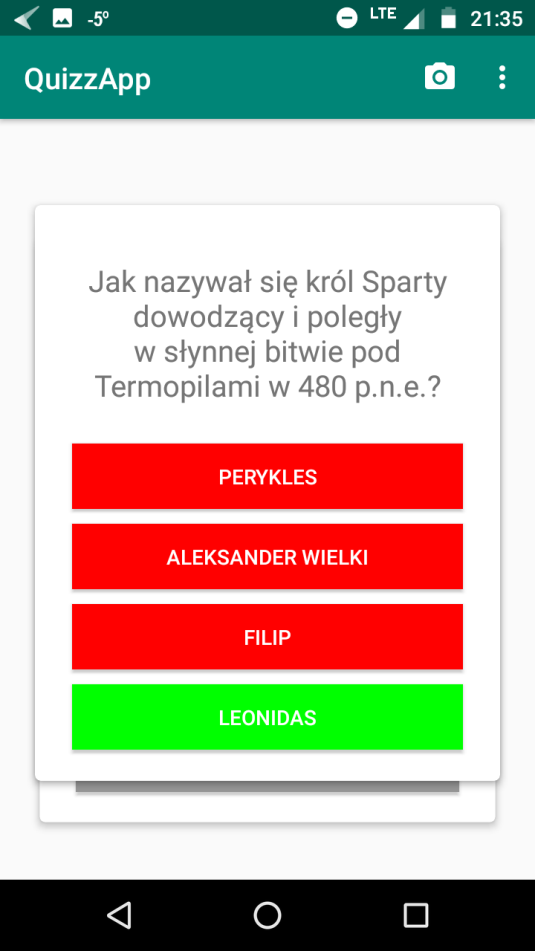 -5º LTE 21:35
QuizzApp
Jak nazywał się król Sparty
dowodzący i poległy
w słynnej bitwie pod
Termopilami w 480 p.n.e.?
PERYKLES
ALEKSANDER WIELKI
FILIP
LEONIDAS